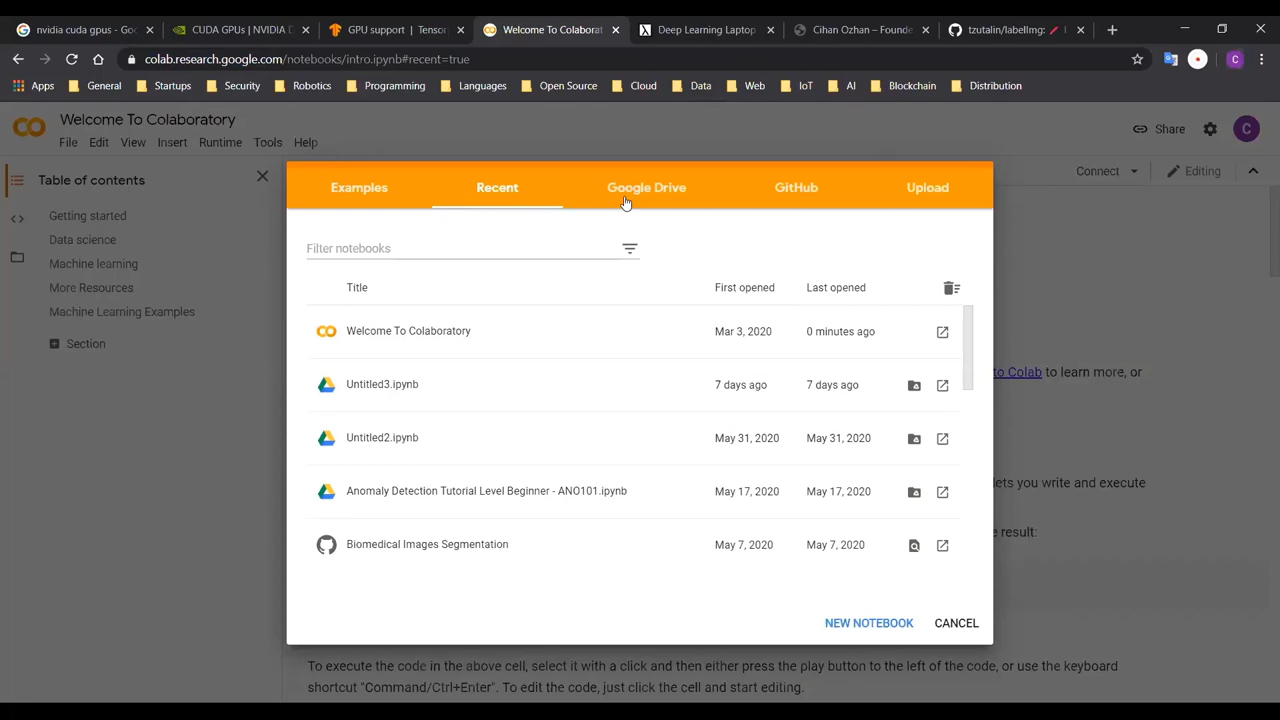 nvidia cuda gpus - Goo
CUDA GPUs | NVIDIA D
GPU support | Tensor
Welcome To Colaborat
Deep Learning Laptop
Cihan Ozhan – Founde
tzutalin/labelImg:
colab.research.google.com/notebooks/intro.ipynb#recent=true
C
Apps General Startups Security Robotics Programming Languages Open Source Cloud Data Web IoT AI Blockchain Distribution
Welcome To Colaboratory
Share
C
File Edit View Insert Runtime Tools Help
Table of contents
Connect
Editing
Getting started
Data science
Machine learning
More Resources
Machine Learning Examples
Section
Examples Recent Google Drive GitHub Upload
Filter notebooks
Title First opened Last opened
Welcome To Colaboratory Mar 3, 2020 0 minutes ago
Untitled3.ipynb 7 days ago 7 days ago
Untitled2.ipynb May 31, 2020 May 31, 2020
Anomaly Detection Tutorial Level Beginner - ANO101.ipynb May 17, 2020 May 17, 2020
Biomedical Images Segmentation May 7, 2020 May 7, 2020
NEW NOTEBOOK CANCEL
to Colab to learn more, or
lets you write and execute
e result:
To execute the code in the above cell, select it with a click and then either press the play button to the left of the code, or use the keyboard
shortcut "Command/Ctrl+Enter". To edit the code, just click the cell and start editing.